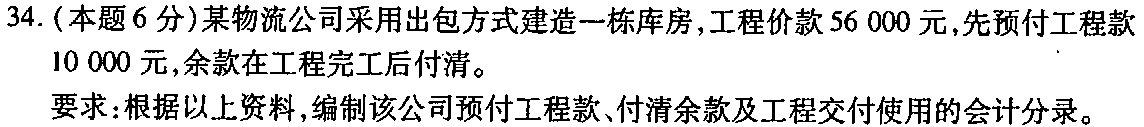 34.(本题6分)某物流公司采用出包方式建造一栋库房,工程价款56 000元,先预付工程款
10 000元,余款在工程完工后付清。
要求:根据以上资料,编制该公司预付工程款、付清余款及工程交付使用的会计分录。